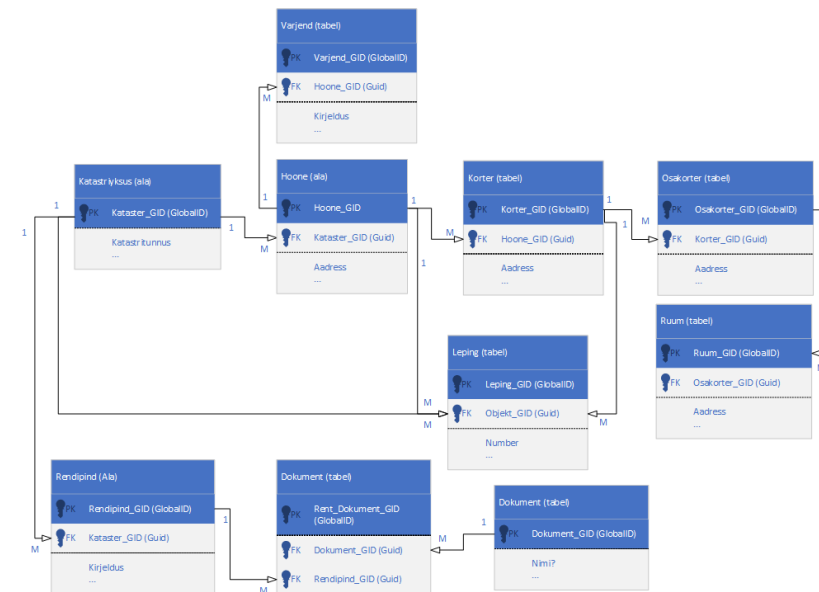 Varjend (tabel)
PK Varjend_GID (GlobalID)
FK Hoone_GID (Guid)
Kirjeldus
...
M
Katastriyksus (ala)
PK Kataster_GID (GlobalID)
Katastritunnus
...
1
1
1
M
Hoone (ala)
PK Hoone_GID
FK Kataster_GID (Guid)
Aadress
...
1
1
1
M
Korter (tabel)
PK Korter_GID (GlobalID)
FK Hoone_GID (Guid)
Aadress
...
1
1
M
Osakorter (tabel)
PK Osakorter_GID (GlobalID)
FK Korter_GID (Guid)
Aadress
...
Ruum (tabel)
PK Ruum_GID (GlobalID)
FK Osakorter_GID (Guid)
Aadress
...
Leping (tabel)
PK Leping_GID (GlobalID)
FK Objekt_GID (Guid)
Number
...
M
M
M
Rendipind (Ala)
PK Rendipind_GID (GlobalID)
FK Kataster_GID (Guid)
Kirjeldus
...
M
1
Dokument (tabel)
PK Rent_Dokument_GID
(GlobalID)
FK Dokument_GID (Guid)
FK Rendipind_GID (Guid)
M
M
1
Dokument (tabel)
PK Dokument_GID (GlobalID)
Nimi?
...